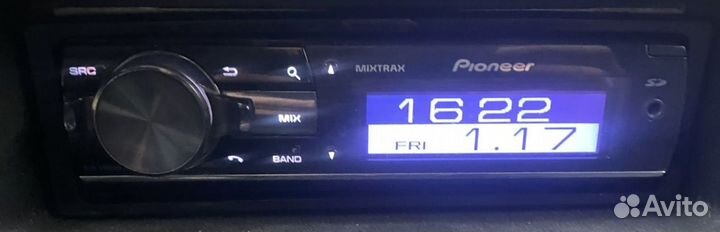 SRC
MIXTRAX
Pioneer
SD
MIX
16 22
FRI 1.17
BAND
Avito